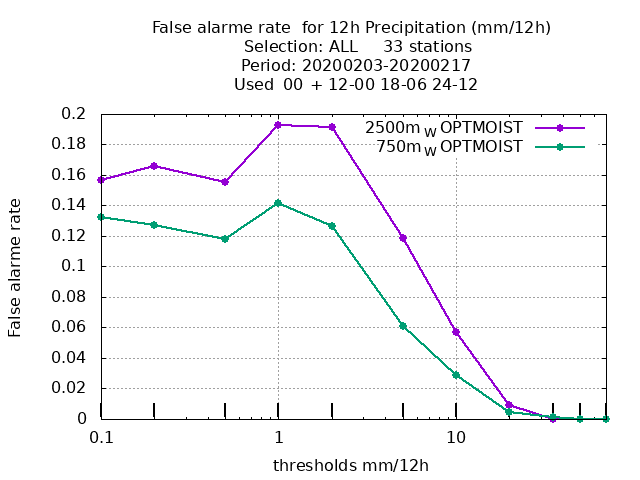 False alarme rate  for 12h Precipitation (mm/12h)
Selection: ALL     33 stations
Period: 20200203-20200217
Used  00  + 12-00 18-06 24-12
2500m W OPTMOIST
750m W OPTMOIST
False alarme rate
0.2
0.18
0.16
0.14
0.12
0.1
0.08
0.06
0.04
0.02
0
0.1 1 10
thresholds mm/12h